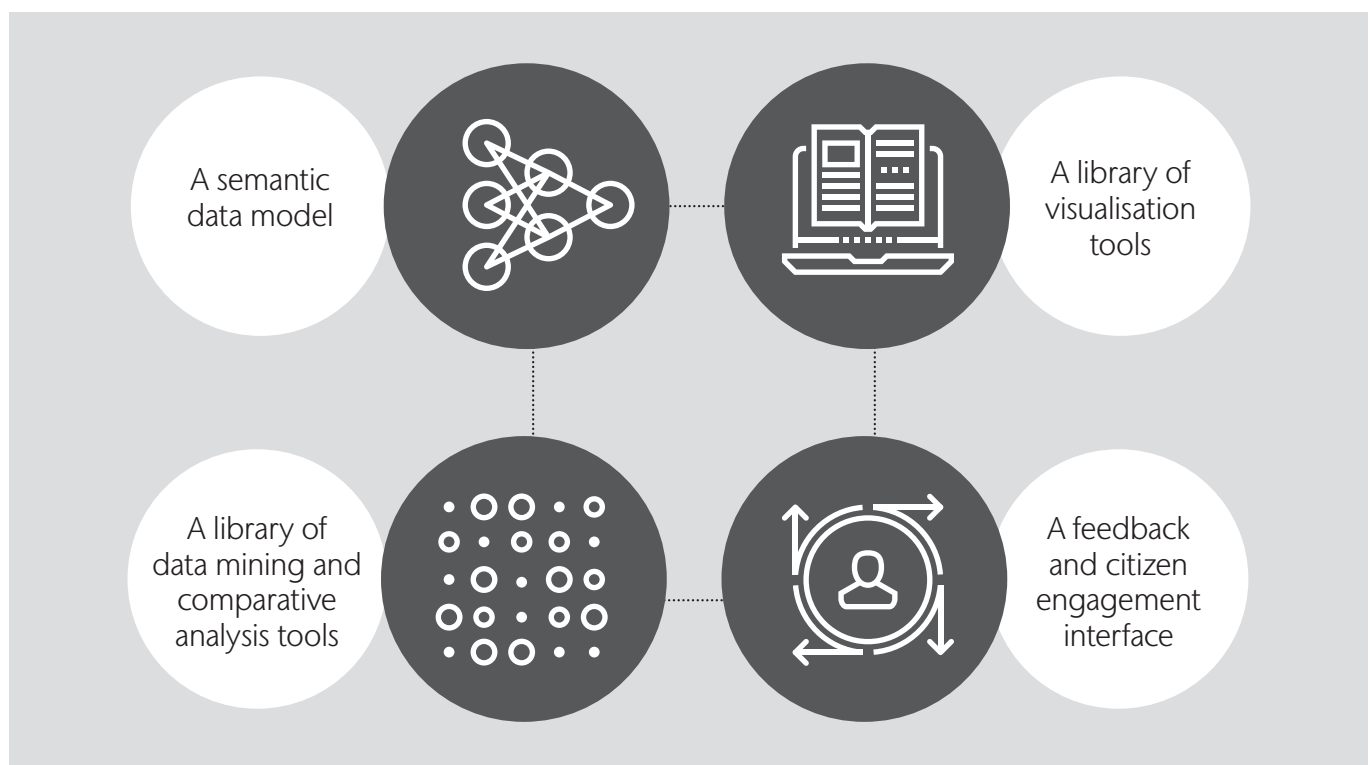 A semantic
data model
A library of
visualisation
tools
A library of
data mining and
comparative
analysis tools
A feedback
and citizen
engagement
interface